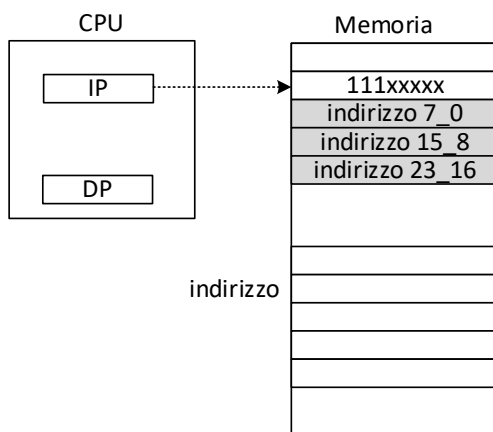 CPU
Memoria
IP
111xxxxx
indirizzo 7_0
indirizzo 15_8
indirizzo 23_16
DP
indirizzo